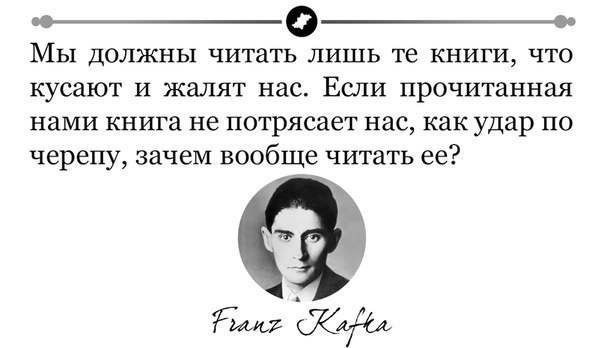 Мы должны читать лишь те книги, что
кусают и жалят нас. Если прочитанная
нами книга не потрясает нас, как удар по
черепу, зачем вообще читать ее?
Franz Kafka